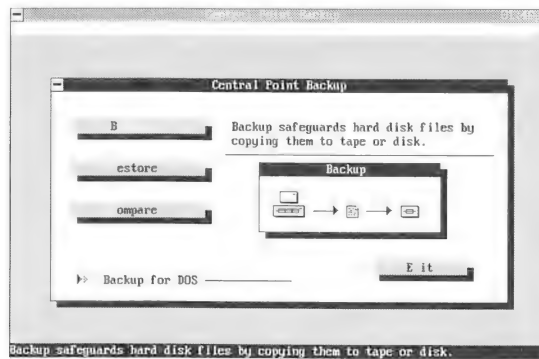 Central Point Backup
Central Point Backup
B
Backup safeguards hard disk files by
copying them to tape or disk.
estore
Backup
ompare
E it
Backup for DOS
Backup safeguards hard disk files by copying them to tape or disk.